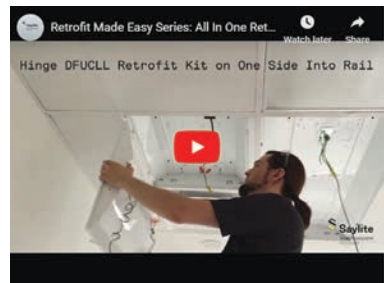 Retrofit Made Easy Series: All In One Ret...
Watch later
Share
Hinge DFUCLL Retrofit Kit on One Side Into Rail
Saylite